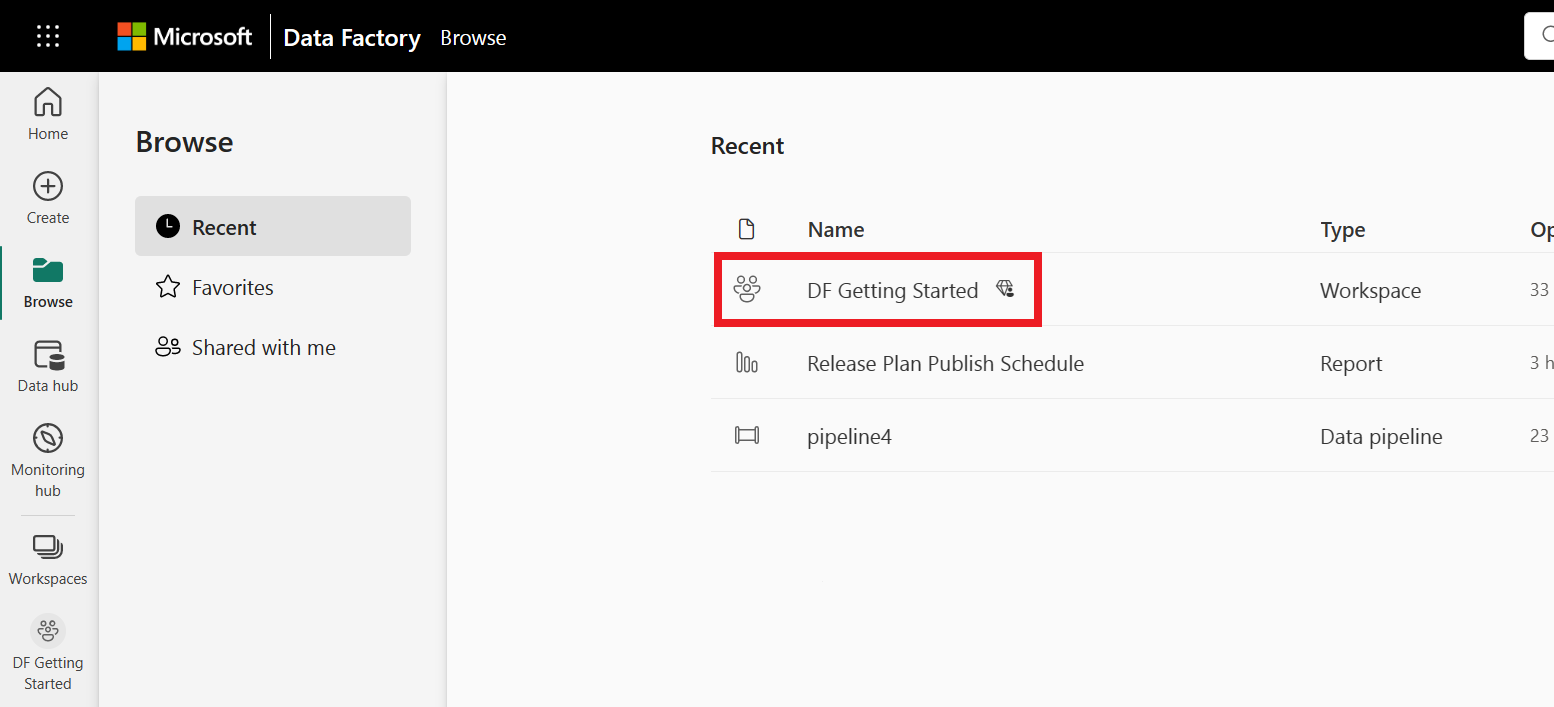 Microsoft Data Factory Browse
Home
Create
Browse
Data hub
Monitoring
hub
Workspaces
DF Getting
Started
Browse
Recent
Favorites
Shared with me
Recent
Name Type Op
DF Getting Started Workspace 33
Release Plan Publish Schedule Report 3 h
pipeline4 Data pipeline 23